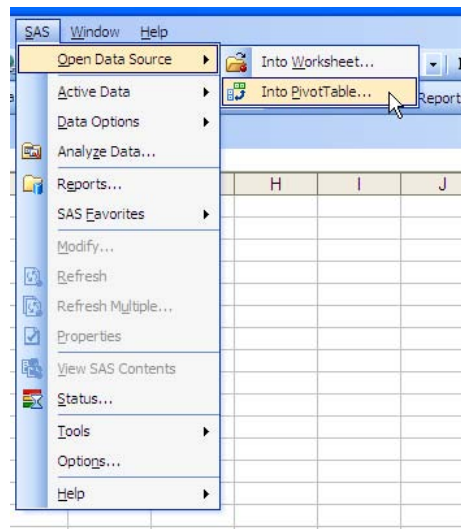 SAS Window Help
Open Data Source
Into Worksheet...
Active Data
Into PivotTable...
Report
Data Options
Analyze Data...
Reports...
H I J
SAS Favorites
Modify...
Refresh
Refresh Multiple...
Properties
View SAS Contents
Status...
Tools
Options...
Help